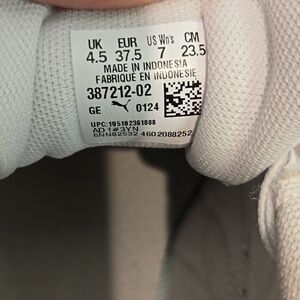 UK EUR US Wn's CM
4.5 37.5 7 23.5
MADE IN INDONESIA
FABRIQUÉ EN INDONESIE
387212-02
GE 0124
UPC: 195102361088
AD.1#3YN
6NN82532 4602088252